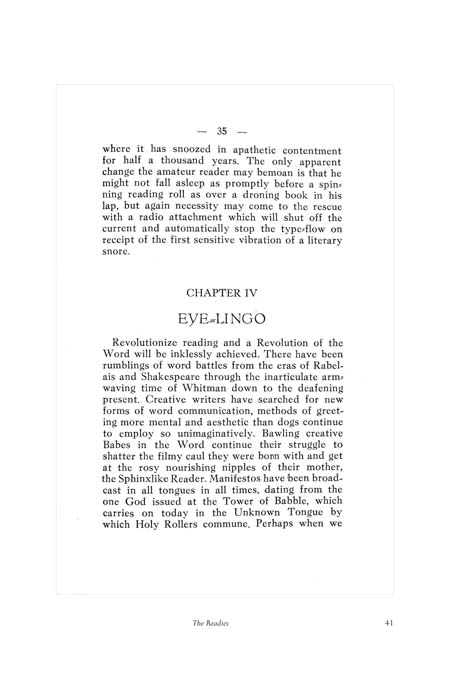 — 35 —
where it has snoozed in apathetic contentment
for half a thousand years. The only apparent
change the amateur reader may bemoan is that he
might not fall asleep as promptly before a spin=
ning reading roll as over a droning book in his
lap, but again necessity may come to the rescue
with a radio attachment which will shut off the
current and automatically stop the type=flow on
receipt of the first sensitive vibration of a literary
snore.
CHAPTER IV
EYE=LINGO
Revolutionize reading and a Revolution of the
Word will be inklessly achieved. There have been
rumblings of word battles from the eras of Rabel-
ais and Shakespeare through the inarticulate arm=
waving time of Whitman down to the deafening
present. Creative writers have searched for new
forms of word communication, methods of greet-
ing more mental and aesthetic than dogs continue
to employ so unimaginatively. Bawling creative
Babes in the Word continue their struggle to
shatter the filmy caul they were born with and get
at the rosy nourishing nipples of their mother,
the Sphinxlike Reader. Manifestos have been broad-
cast in all tongues in all times, dating from the
one God issued at the Tower of Babble, which
carries on today in the Unknown Tongue by
which Holy Rollers commune. Perhaps when we
The Readies 41